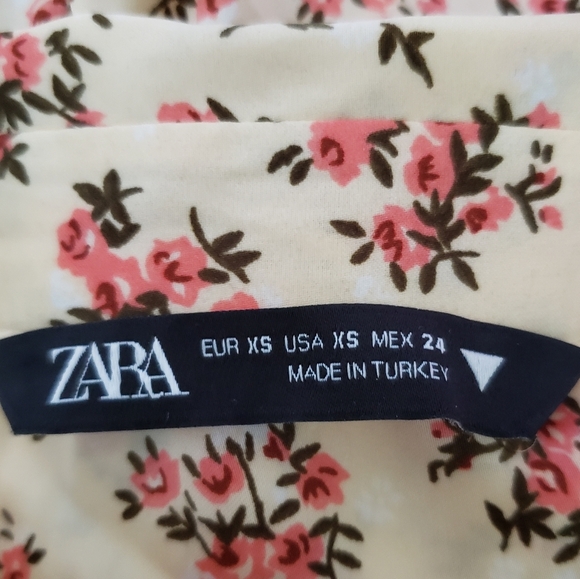 ZARA
EUR XS USA XS MEX 24
MADE IN TURKEY